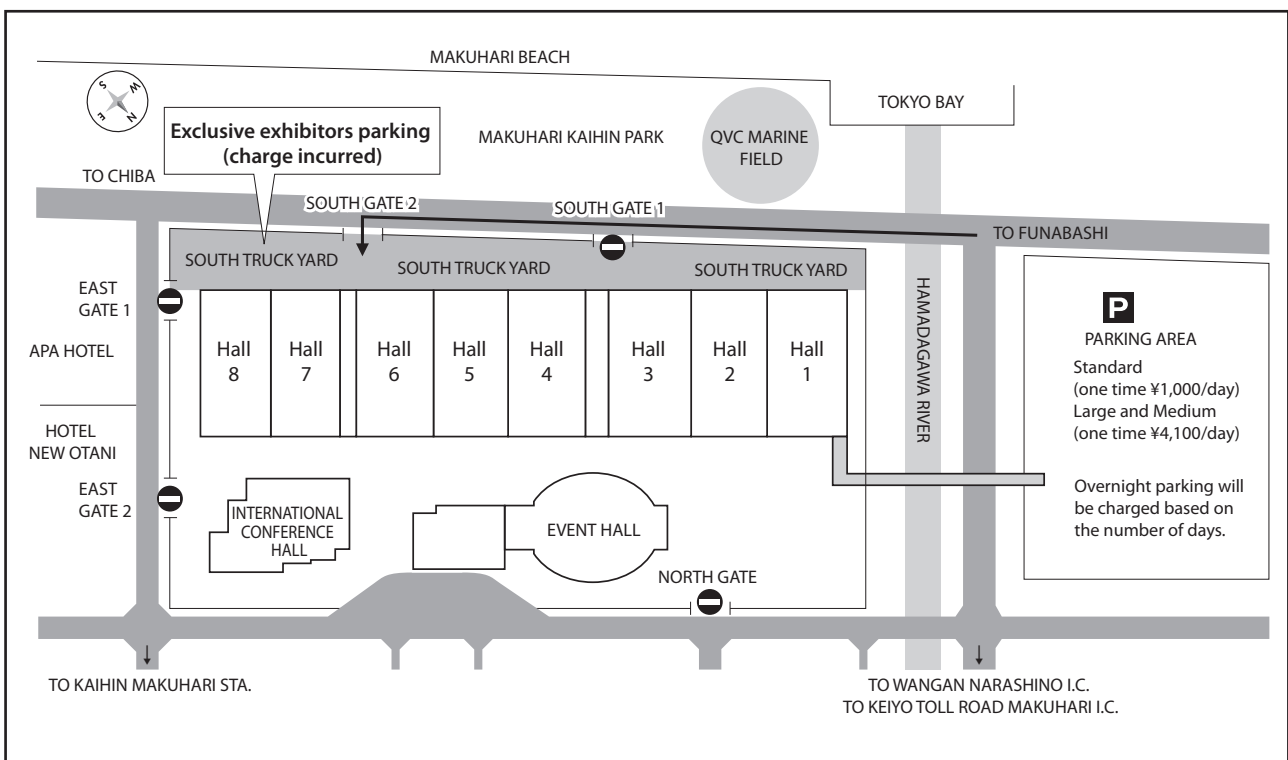 MAKUHARI BEACH
S
W
E
N
TOKYO BAY
Exclusive exhibitors parking
(charge incurred)
MAKUHARI KAIHIN PARK
QVC MARINE
FIELD
TO CHIBA
SOUTH GATE 2
SOUTH GATE 1
TO FUNABASHI
SOUTH TRUCK YARD
SOUTH TRUCK YARD
SOUTH TRUCK YARD
EAST
GATE 1
APA HOTEL
HOTEL
NEW OTANI
EAST
GATE 2
Hall
8
Hall
7
Hall
6
Hall
5
Hall
4
Hall
3
Hall
2
Hall
1
HAMADAGAWA RIVER
P
PARKING AREA
Standard
(one time ¥1,000/day)
Large and Medium
(one time ¥4,100/day)
Overnight parking will
be charged based on
the number of days.
INTERNATIONAL
CONFERENCE
HALL
EVENT HALL
NORTH GATE
TO KAIHIN MAKUHARI STA.
TO WANGAN NARASHINO I.C.
TO KEIYO TOLL ROAD MAKUHARI I.C.